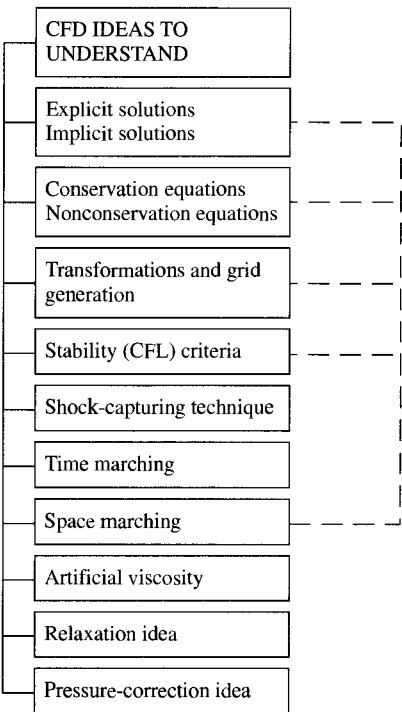 CFD IDEAS TO
UNDERSTAND
Explicit solutions
Implicit solutions
Conservation equations
Nonconservation equations
Transformations and grid
generation
Stability (CFL) criteria
Shock-capturing technique
Time marching
Space marching
Artificial viscosity
Relaxation idea
Pressure-correction idea